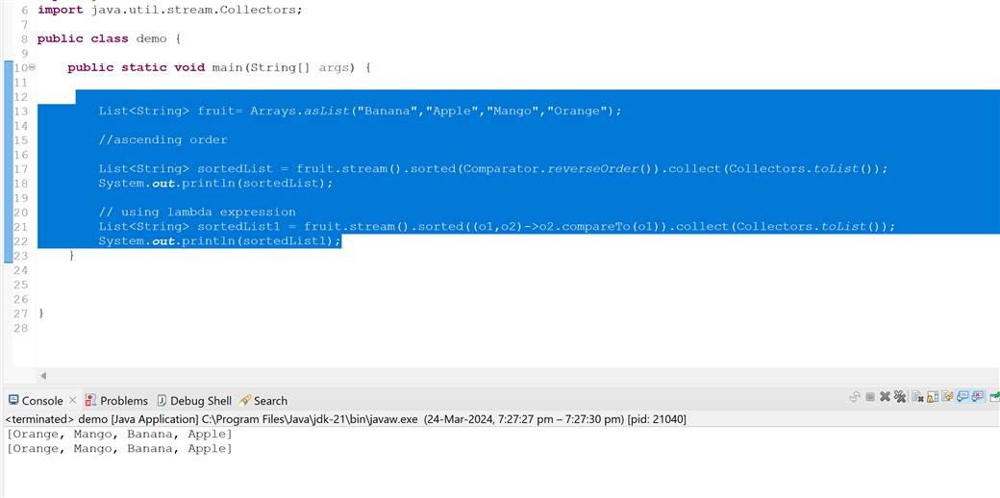 6 import java.util.stream.Collectors;
7
8 public class demo {
9
10 public static void main(String[] args) {
11
12
13 List<String> fruit= Arrays.asList("Banana","Apple","Mango","Orange");
14
15 //ascending order
16
17 List<String> sortedList = fruit.stream().sorted(Comparator.reverseOrder()).collect(Collectors.toList());
18 System.out.println(sortedList);
19
20 // using lambda expression
21 List<String> sortedList1 = fruit.stream().sorted((o1,o2)->o2.compareTo(o1)).collect(Collectors.toList());
22 System.out.println(sortedList1);
23 }
24
25
26
27 }
28
Console Problems Debug Shell Search
<terminated> demo [Java Application] C:\Program Files\Java\jdk-21\bin\javaw.exe (24-Mar-2024, 7:27:27 pm – 7:27:30 pm) [pid: 21040]
[Orange, Mango, Banana, Apple]
[Orange, Mango, Banana, Apple]